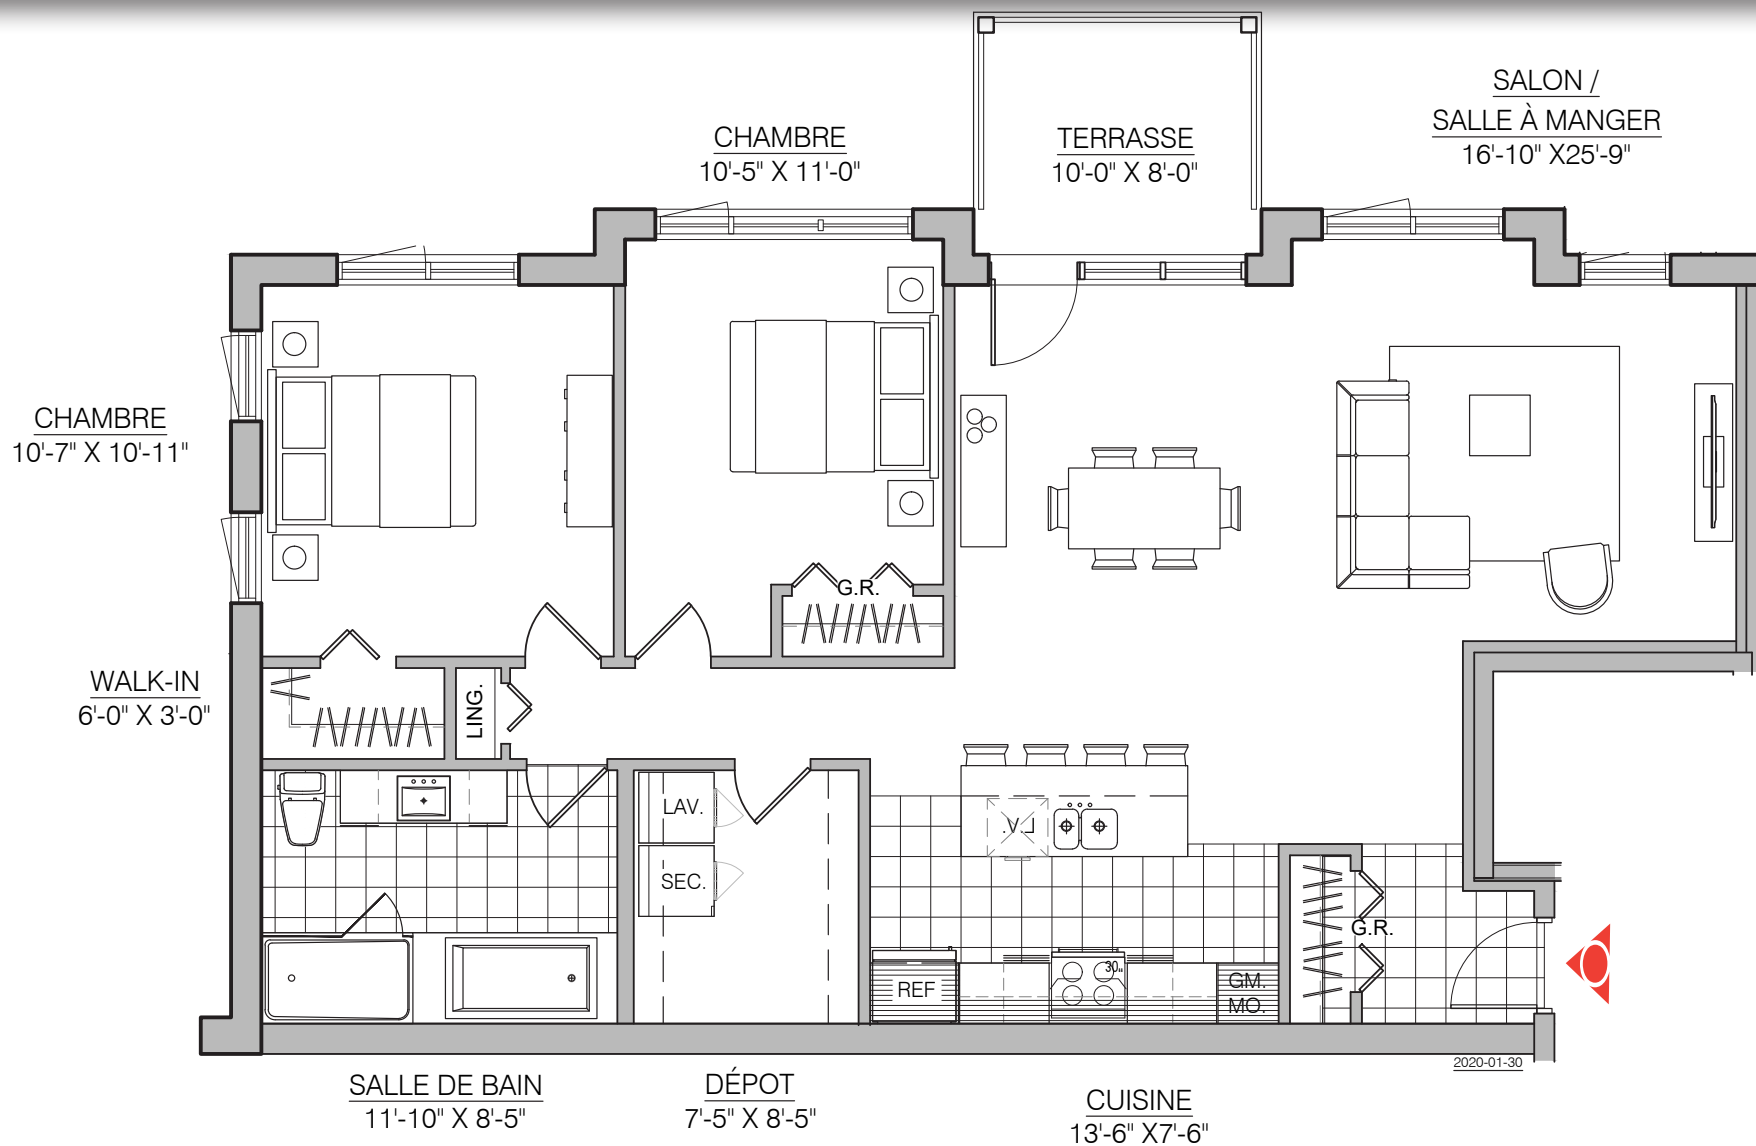 SALON /
SALLE À MANGER
16'-10" X25'-9"
CHAMBRE
10'-5" X 11'-0"
TERRASSE
10'-0" X 8'-0"
CHAMBRE
10'-7" X 10'-11"
G.R.
WALK-IN
6'-0" X 3'-0"
LING.
LAV.
L.V.
SEC.
G.R.
30"
REF
GM.
MO.
2020-01-30
SALLE DE BAIN
11'-10" X 8'-5"
DÉPOT
7'-5" X 8'-5"
CUISINE
13'-6" X7'-6"